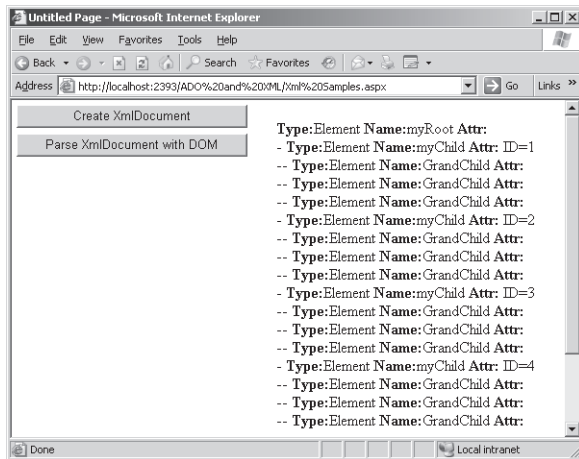 Untitled Page - Microsoft Internet Explorer
File Edit View Favorites Tools Help
Back Search Favorites
Address http://localhost:2393/ADO%20and%20XML/Xml%20Samples.aspx Go Links »
Create XmlDocument
Parse XmlDocument with DOM
Type:Element Name:myRoot Attr:
- Type:Element Name:myChild Attr: ID=1
-- Type:Element Name:GrandChild Attr:
-- Type:Element Name:GrandChild Attr:
-- Type:Element Name:GrandChild Attr:
- Type:Element Name:myChild Attr: ID=2
-- Type:Element Name:GrandChild Attr:
-- Type:Element Name:GrandChild Attr:
-- Type:Element Name:GrandChild Attr:
- Type:Element Name:myChild Attr: ID=3
-- Type:Element Name:GrandChild Attr:
-- Type:Element Name:GrandChild Attr:
-- Type:Element Name:GrandChild Attr:
- Type:Element Name:myChild Attr: ID=4
-- Type:Element Name:GrandChild Attr:
-- Type:Element Name:GrandChild Attr:
-- Type:Element Name:GrandChild Attr:
Done Local intranet